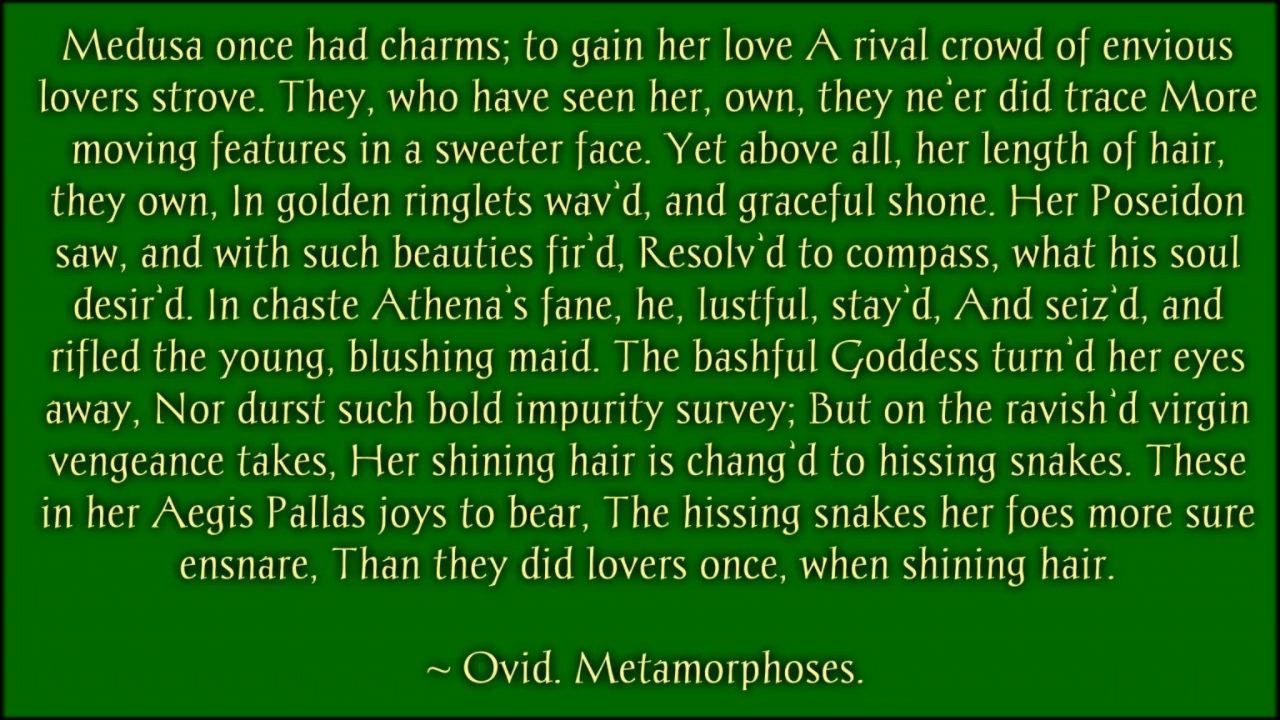 Medusa once had charms; to gain her love A rival crowd of envious
lovers strove. They, who have seen her, own, they ne'er did trace More
moving features in a sweeter face. Yet above all, her length of hair,
they own, In golden ringlets wav'd, and graceful shone. Her Poseidon
saw, and with such beauties fir'd, Resolv'd to compass, what his soul
desir'd. In chaste Athena's fane, he, lustful, stay'd, And seiz'd, and
rifled the young, blushing maid. The bashful Goddess turn'd her eyes
away, Nor durst such bold impurity survey; But on the ravish'd virgin
vengeance takes, Her shining hair is chang'd to hissing snakes. These
in her Aegis Pallas joys to bear, The hissing snakes her foes more sure
ensnare, Than they did lovers once, when shining hair.
~ Ovid. Metamorphoses.